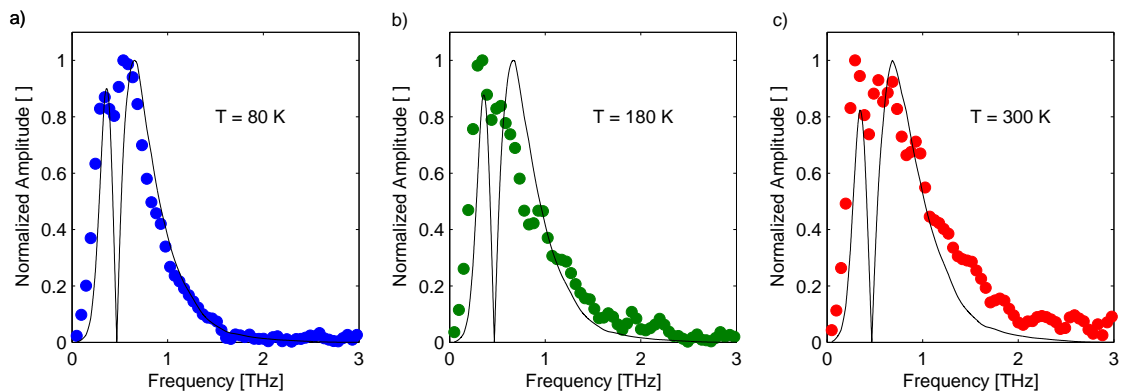 a)
Normalized Amplitude [ ]
1
0.8
0.6
0.4
0.2
0
T = 80 K
0 1 2 3
Frequency [THz]
b)
Normalized Amplitude [ ]
1
0.8
0.6
0.4
0.2
0
T = 180 K
0 1 2 3
Frequency [THz]
c)
Normalized Amplitude [ ]
1
0.8
0.6
0.4
0.2
0
T = 300 K
0 1 2 3
Frequency [THz]